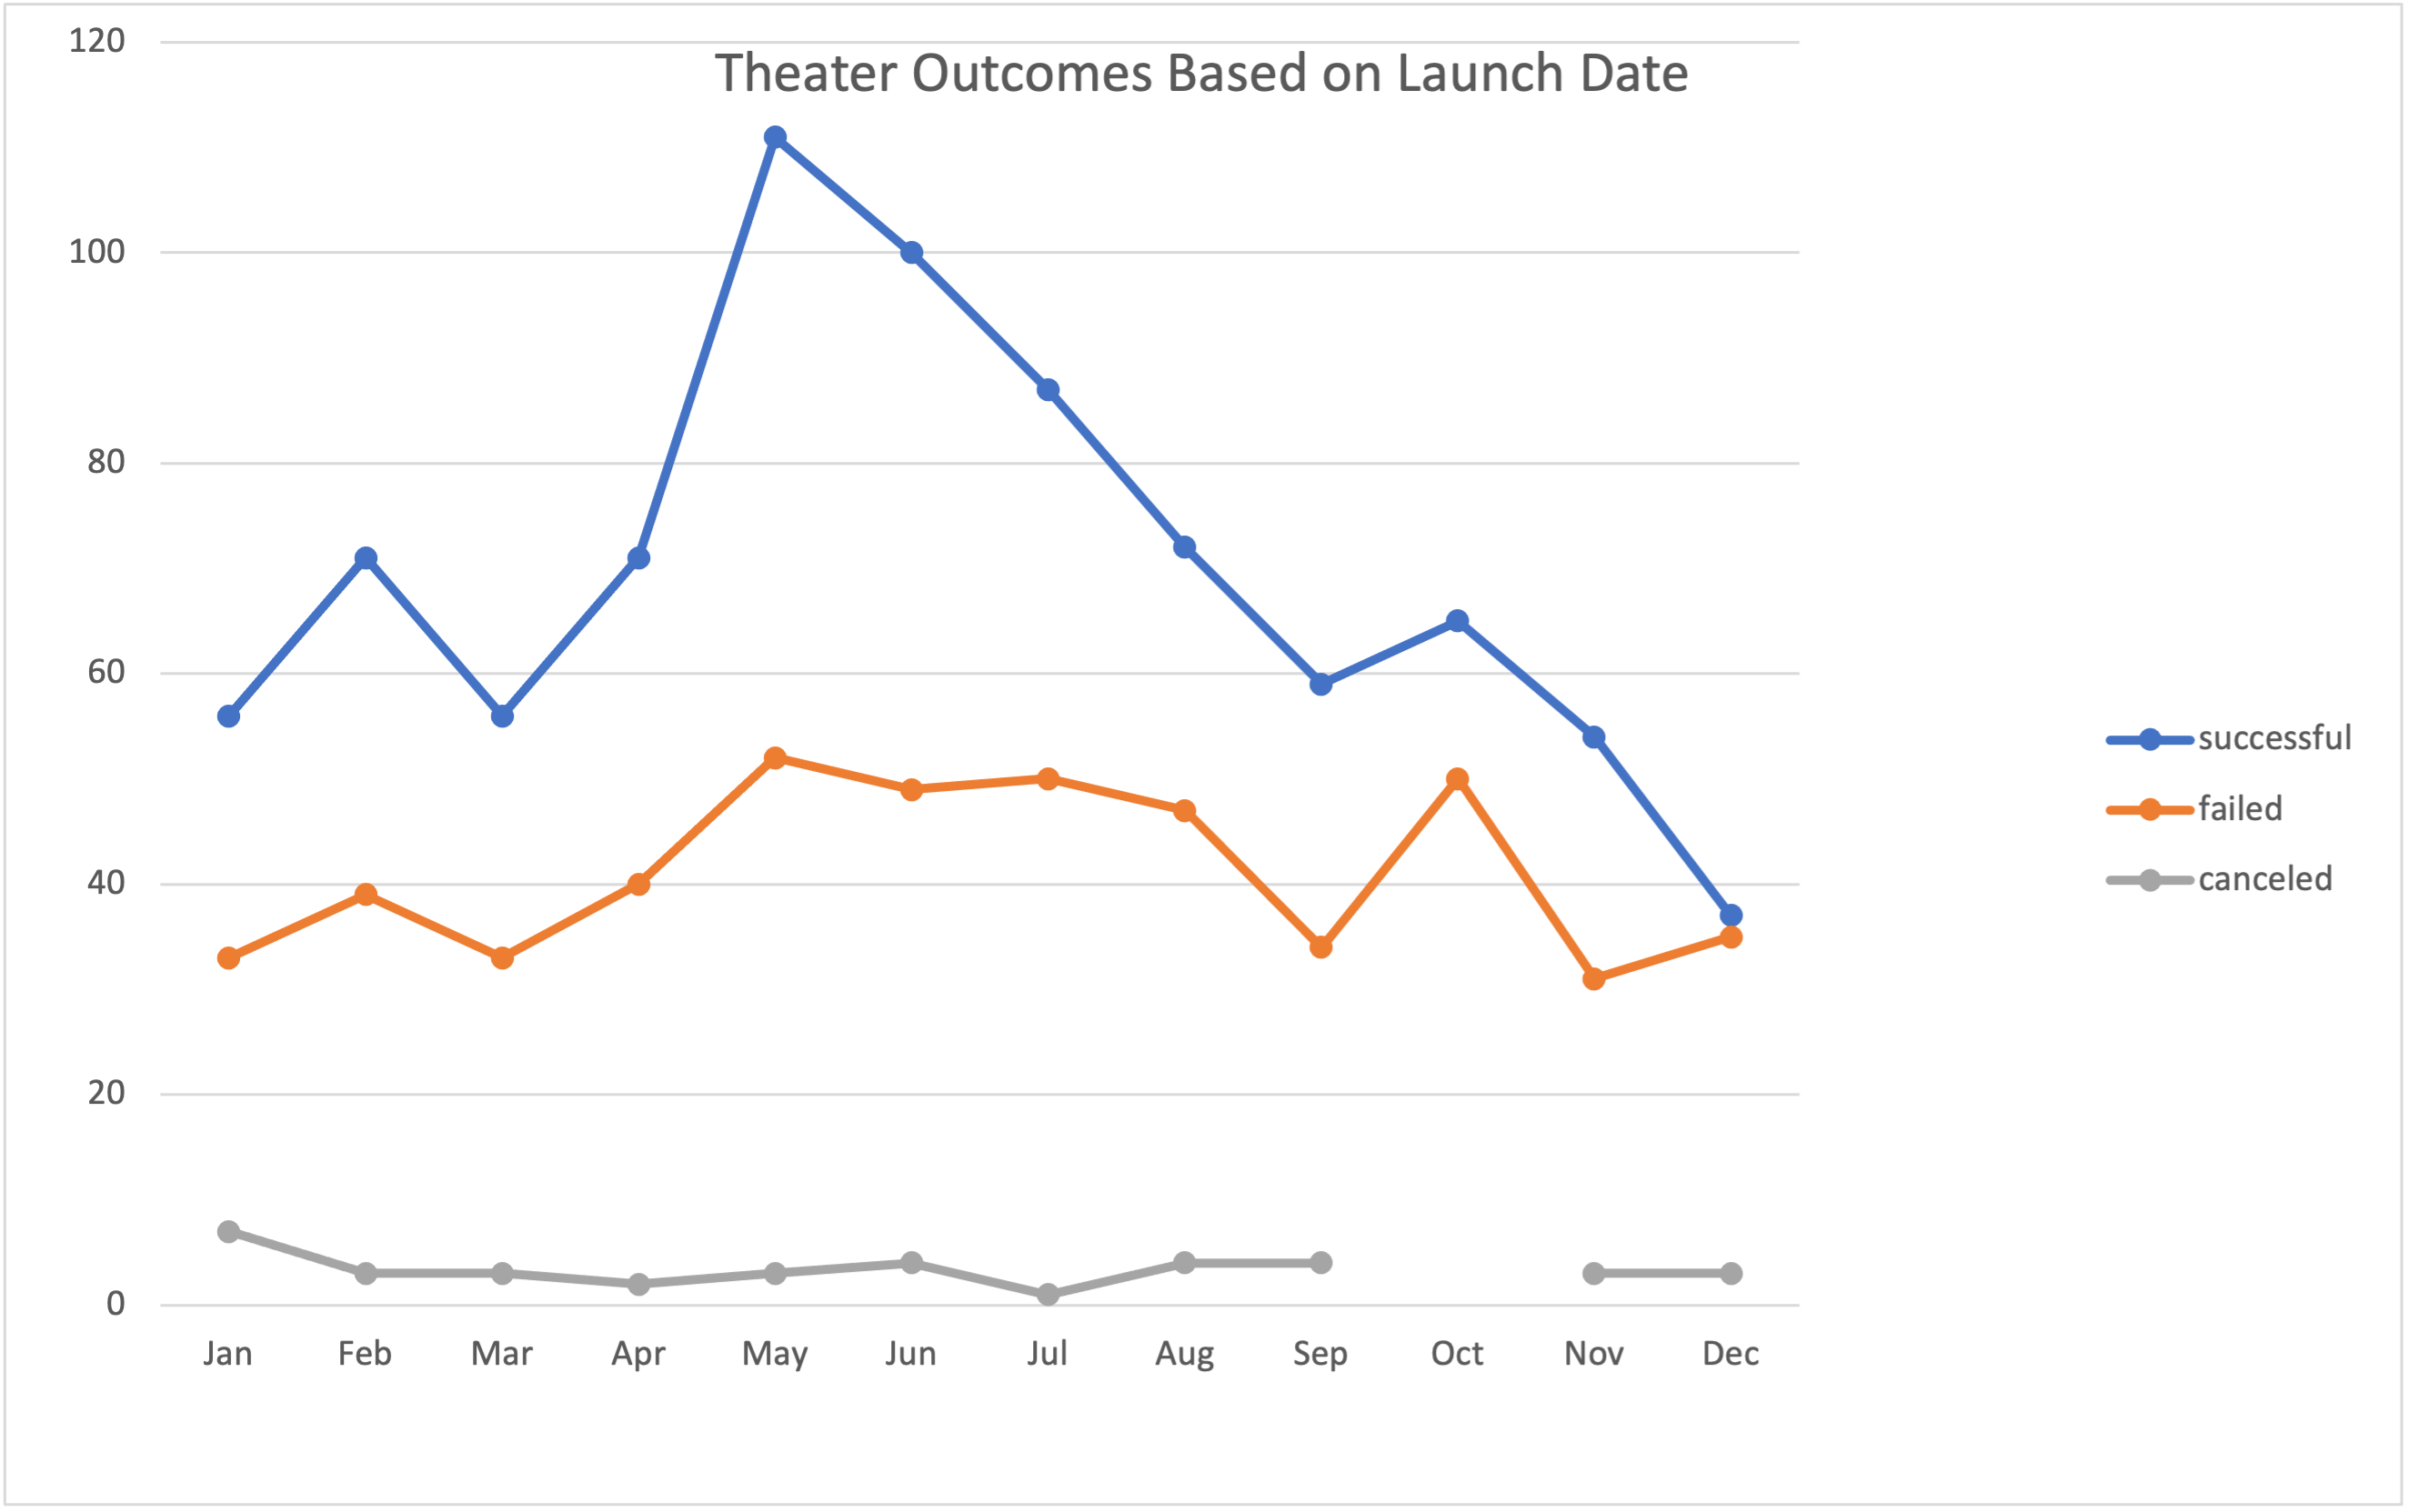 Theater Outcomes Based on Launch Date
120
100
80
60
40
20
0
Jan Feb Mar Apr May Jun Jul Aug Sep Oct Nov Dec
successful
failed
canceled